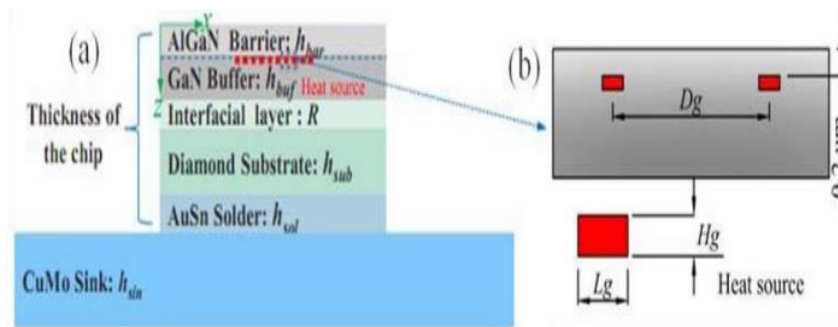 (a)
x
z
AlGaN Barrier: h_bar
GaN Buffer: h_buf Heat source
Interfacial layer : R
Diamond Substrate: h_sub
AuSn Solder: h_sol
CuMo Sink: h_sin
Thickness of
the chip
(b)
Dg
Hg
Lg
Heat source